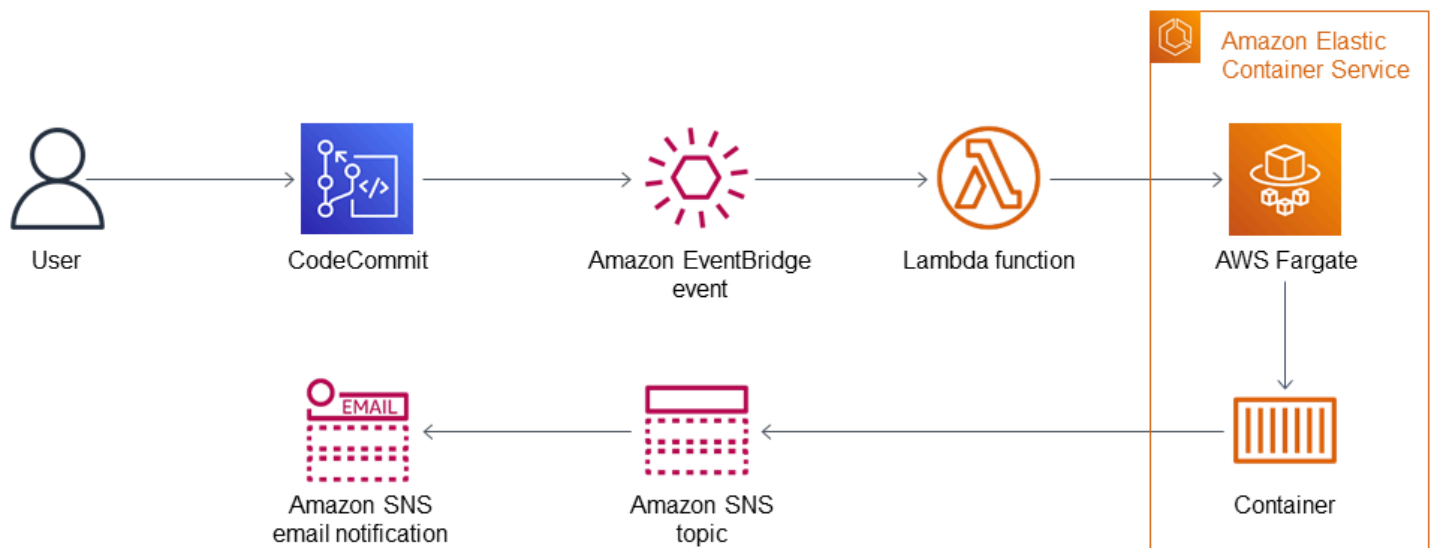 Amazon Elastic
Container Service
User
CodeCommit
</>
Amazon EventBridge
event
Lambda function
AWS Fargate
EMAIL
Amazon SNS
email notification
Amazon SNS
topic
Container